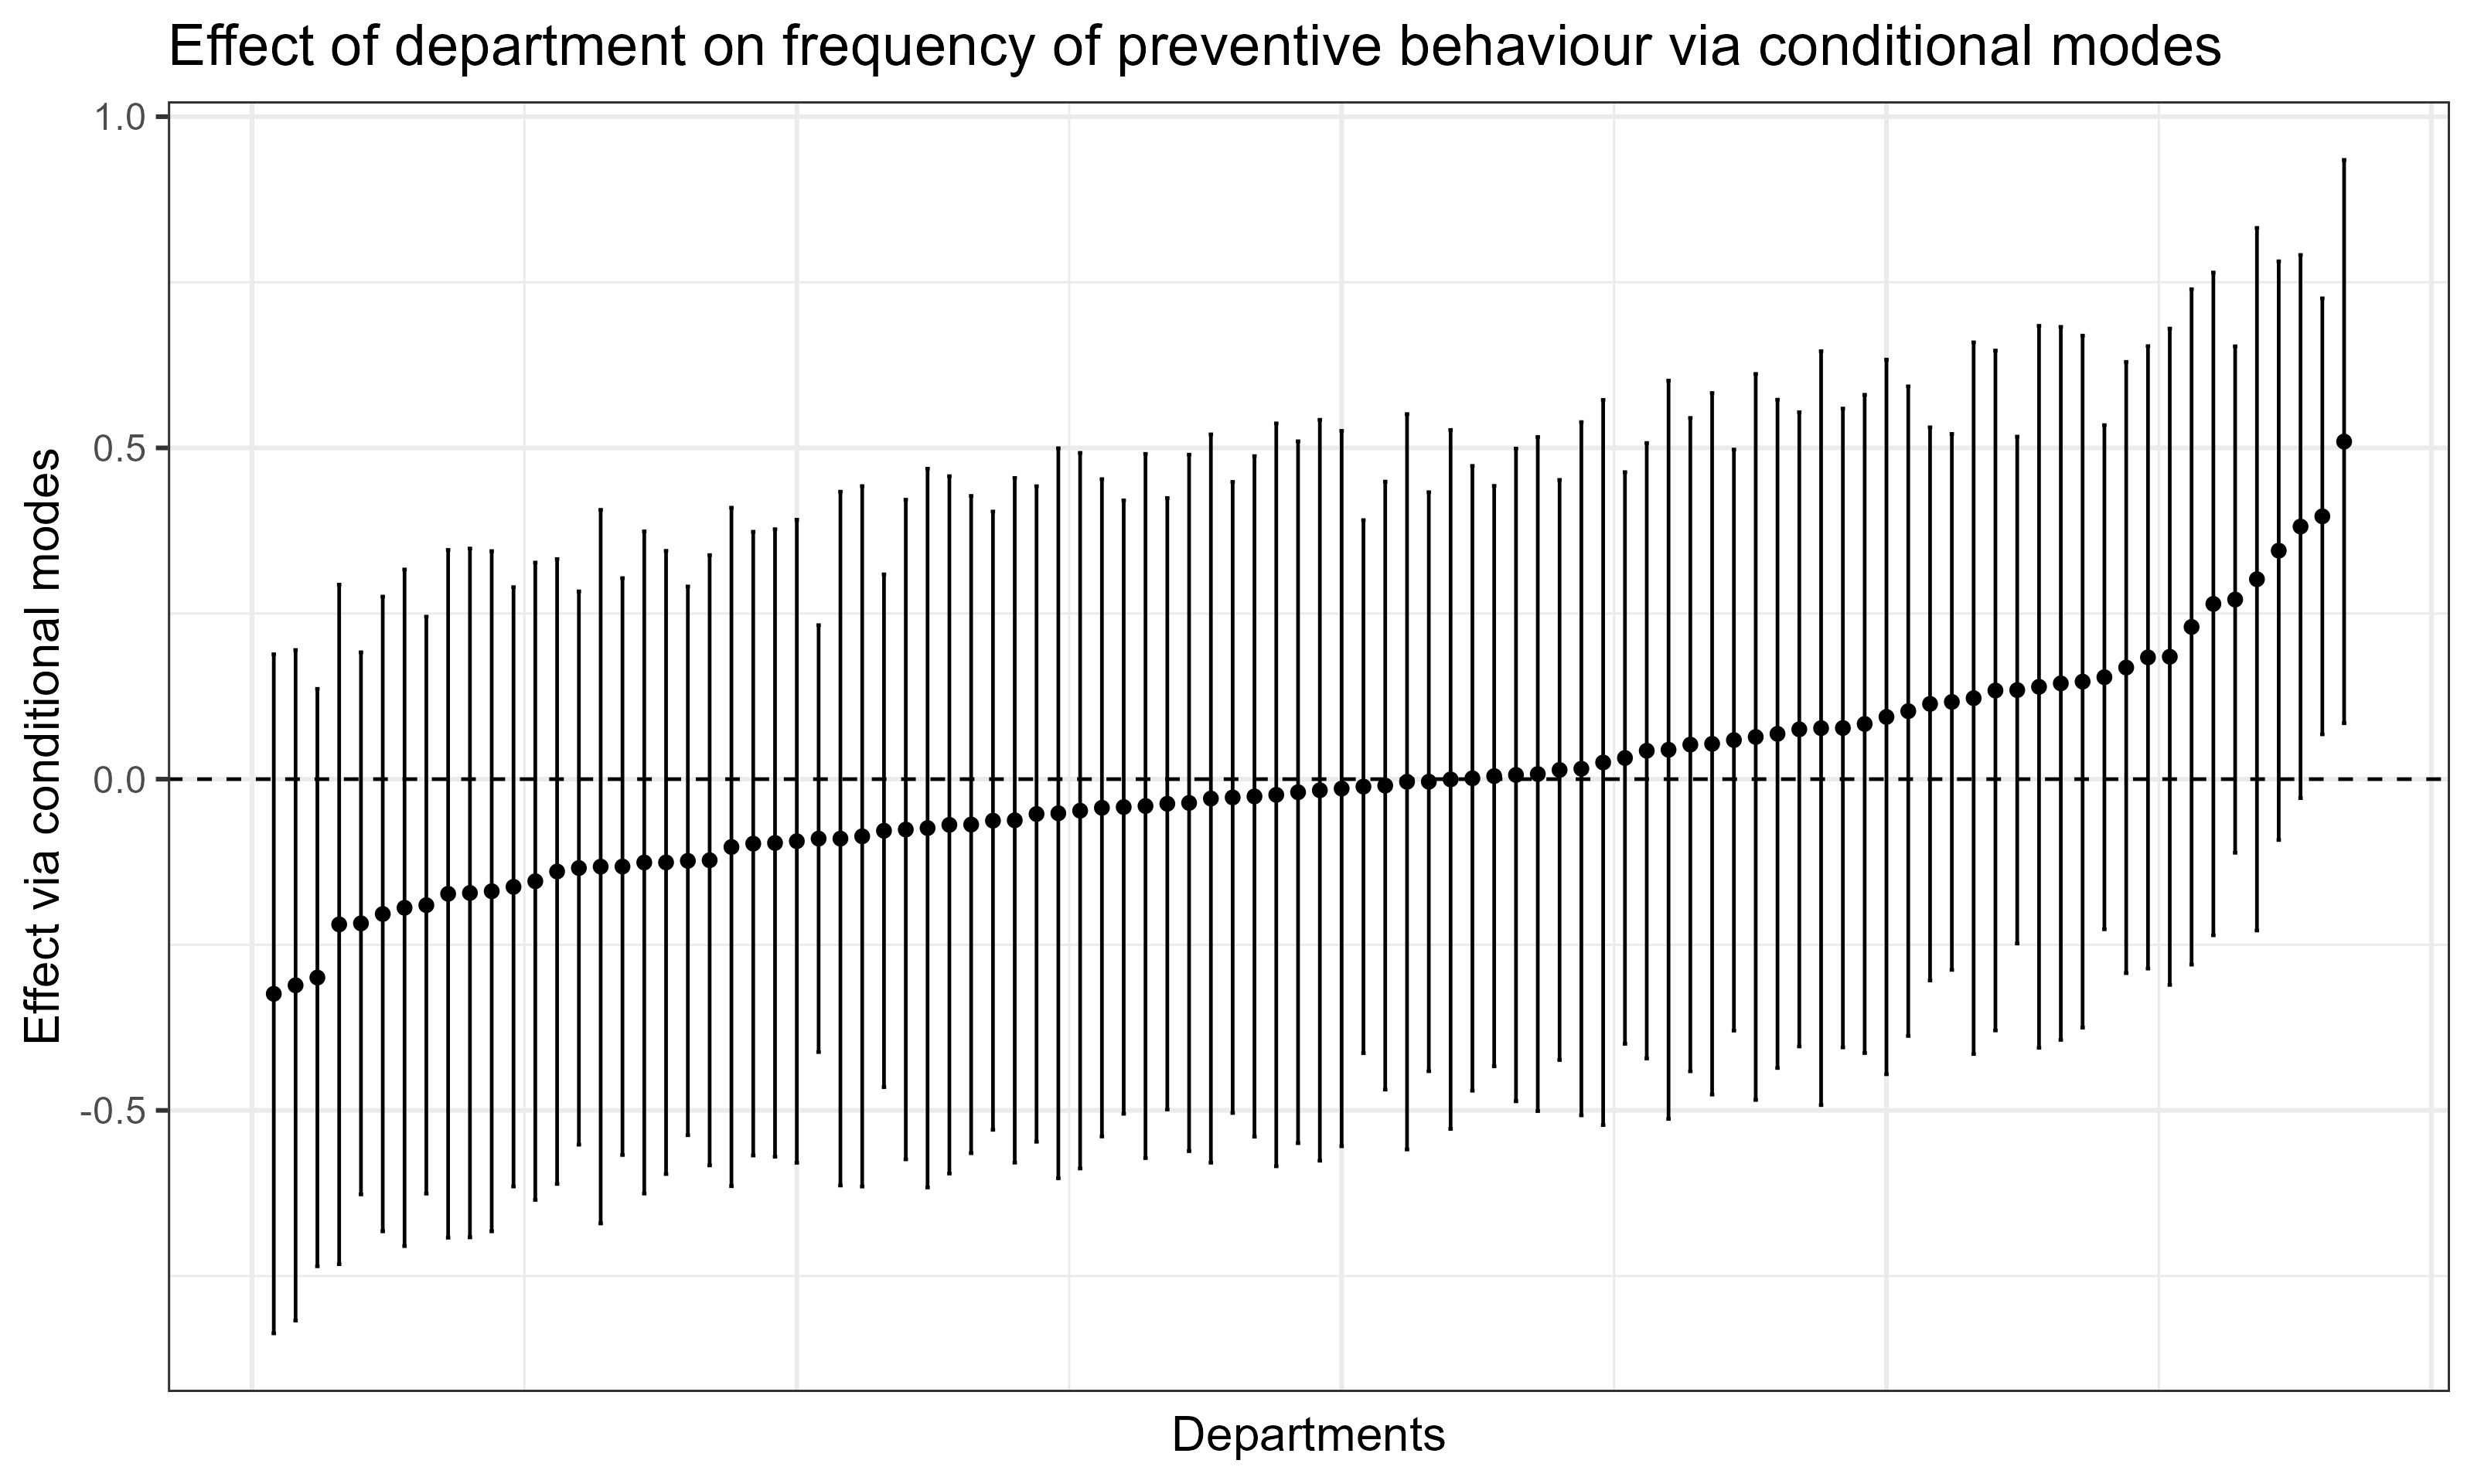 Effect of department on frequency of preventive behaviour via conditional modes
1.0
0.5
0.0
-0.5
Effect via conditional modes
Departments